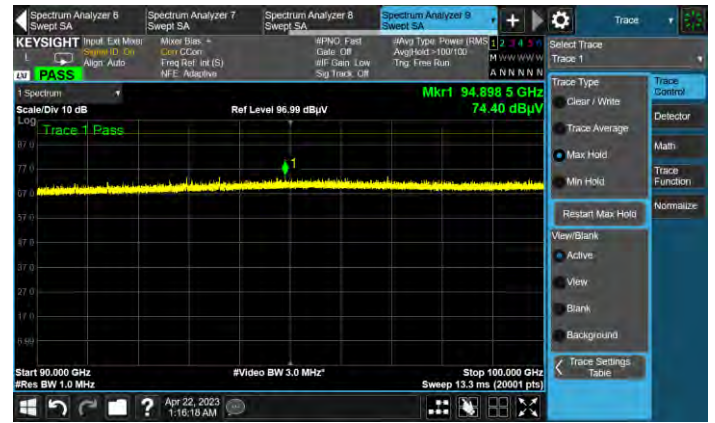 Spectrum Analyzer 6
Swept SA
Spectrum Analyzer 7
Swept SA
Spectrum Analyzer 8
Swept SA
Spectrum Analyzer 9
Swept SA
+
Trace
KEYSIGHT
L
LXI PASS
Input: Ext Mixer
Signal ID: On
Align: Auto
Mixer Bias: +
Corr CCorr
Freq Ref: Int (S)
NFE: Adaptive
#PNO: Fast
Gate: Off
#IF Gain: Low
Sig Track: Off
#Avg Type: Power (RMS
Avg|Hold:>100/100
Trig: Free Run
1 2 3 4 5 6
M W W W W W
A N N N N N
Select Trace
Trace 1
1 Spectrum
Scale/Div 10 dB
Ref Level 96.99 dBµV
Mkr1 94.898 5 GHz
74.40 dBµV
Log
Trace 1 Pass
87.0
77.0
67.0
57.0
47.0
37.0
27.0
17.0
6.99
1
Start 90.000 GHz
#Res BW 1.0 MHz
#Video BW 3.0 MHz*
Stop 100.000 GHz
Sweep 13.3 ms (20001 pts)
Trace Type
Clear / Write
Trace Average
Max Hold
Min Hold
Restart Max Hold
View/Blank
Active
View
Blank
Background
Trace Settings
Table
Trace
Control
Detector
Math
Trace
Function
Normalize
?
Apr 22, 2023
1:16:18 AM